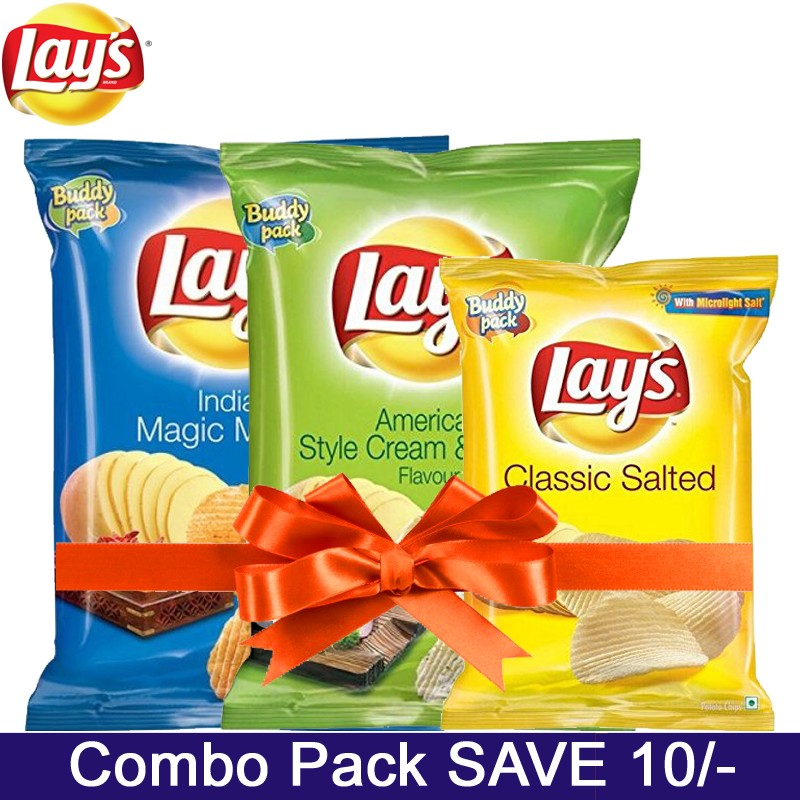 Lay's
BRAND
®
Buddy
pack
Lay
India
Magic M
Buddy
pack
Lay
America
Style Cream &
Flavour
Buddy
pack
With Microlight Salt*
Lay's
Classic Salted
Potato Chips
Combo Pack SAVE 10/-